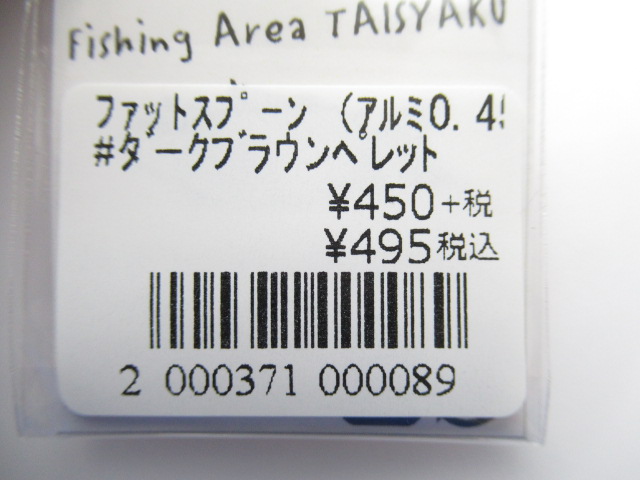 Fishing Area TAISYAKU
ファットスプーン (アルミ0.4
#ダークブラウンペレット
¥450+税
¥495税込
2 000371 000089